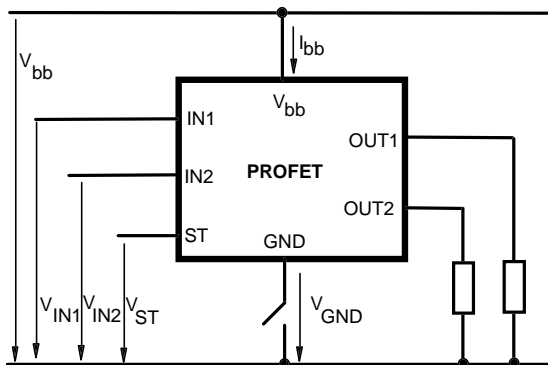 I bb
V bb
V bb
IN1
OUT1
IN2
PROFET
OUT2
ST
GND
V IN1
V IN2
V ST
V GND